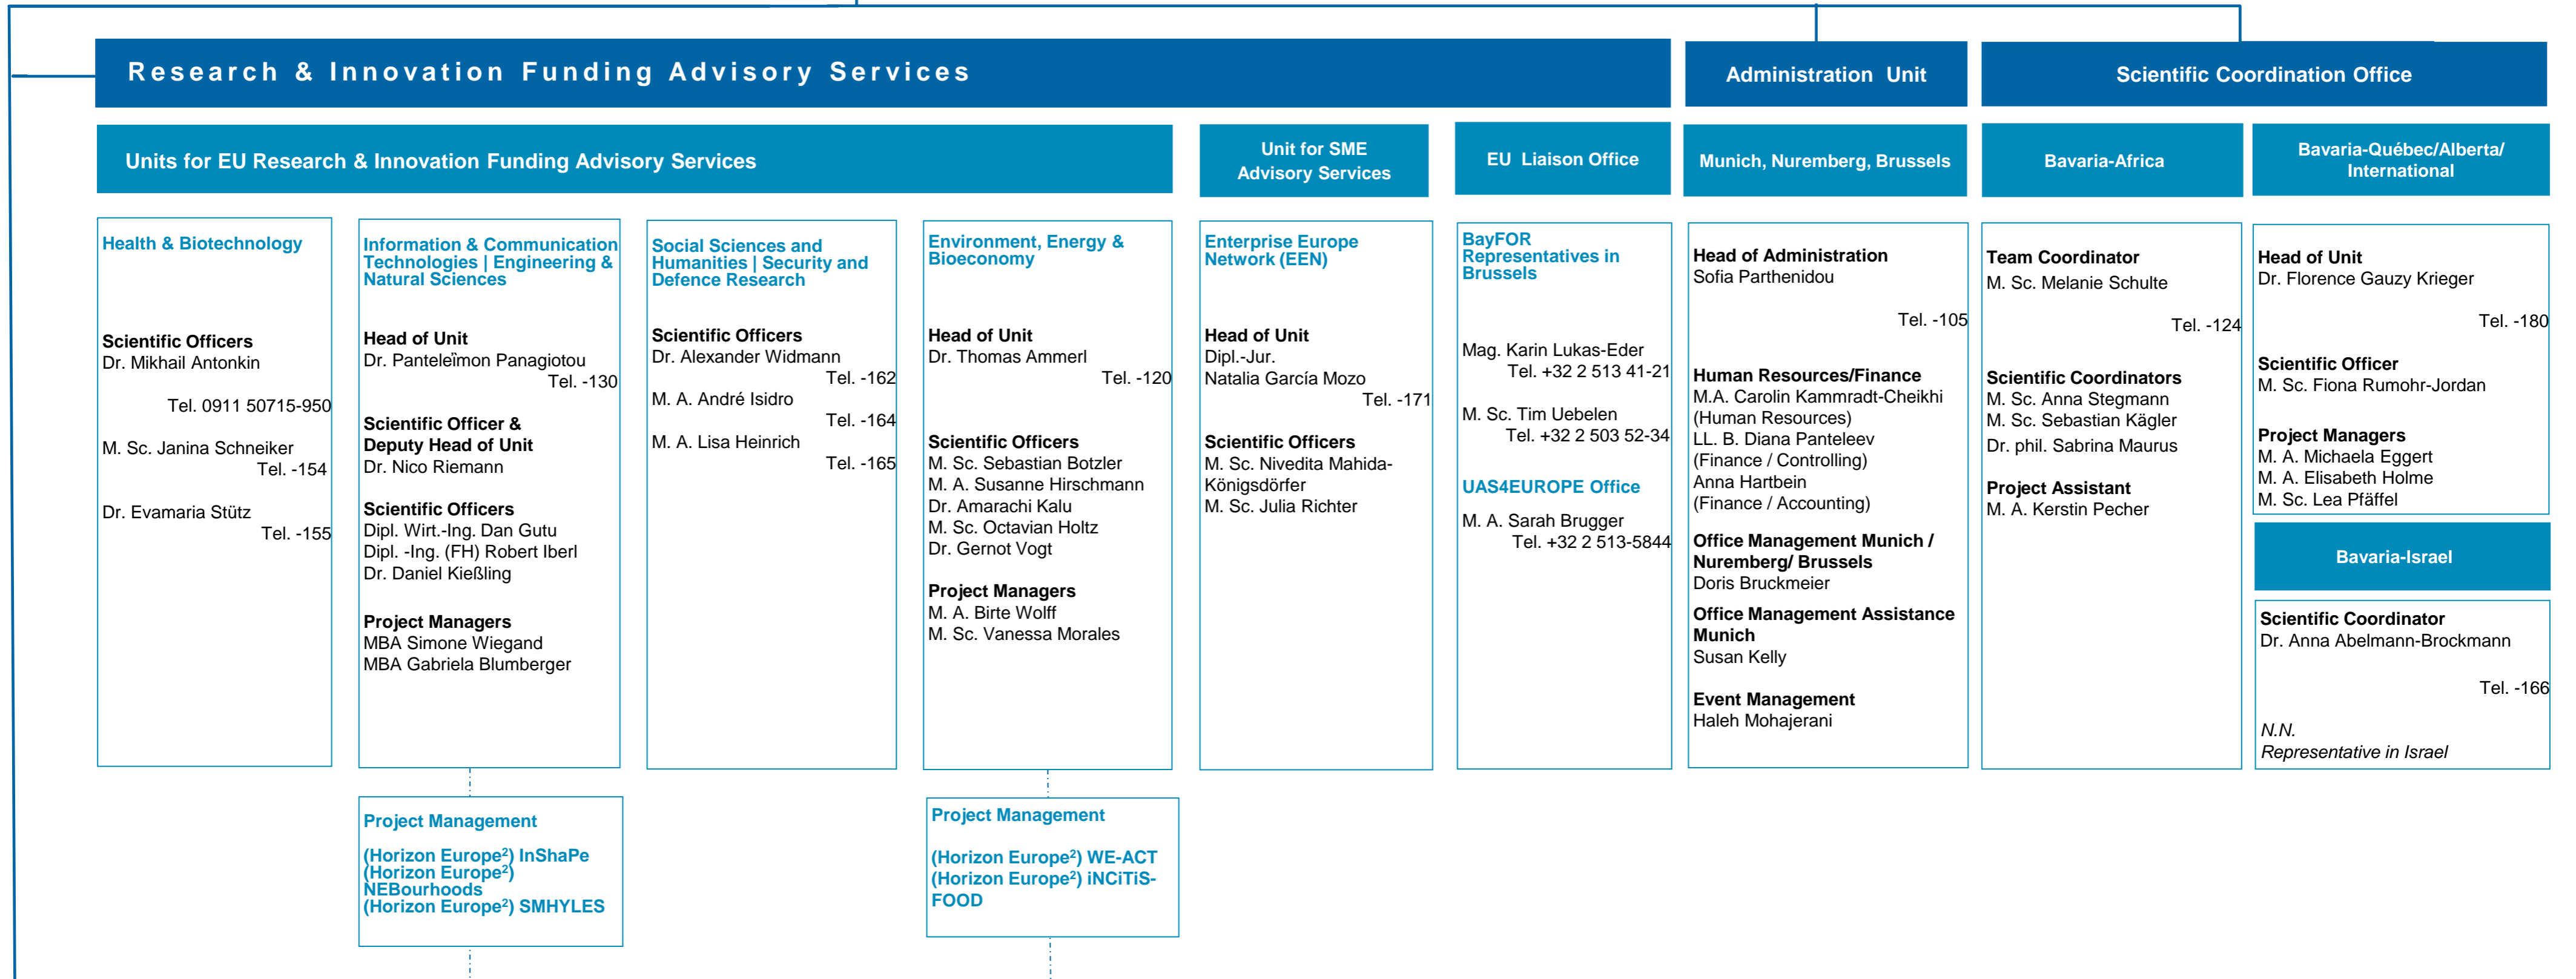 Research & Innovation Funding Advisory Services
Administration Unit
Scientific Coordination Office
Units for EU Research & Innovation Funding Advisory Services
Unit for SME
Advisory Services
EU Liaison Office
Munich, Nuremberg, Brussels
Bavaria-Africa
Bavaria-Québec/Alberta/
International
Health & Biotechnology
Scientific Officers
Dr. Mikhail Antonkin
Tel. 0911 50715-950
M. Sc. Janina Schneiker
Tel. -154
Dr. Evamaria Stütz
Tel. -155
Information & Communication
Technologies | Engineering &
Natural Sciences
Head of Unit
Dr. Panteleïmon Panagiotou
Tel. -130
Scientific Officer &
Deputy Head of Unit
Dr. Nico Riemann
Scientific Officers
Dipl. Wirt.-Ing. Dan Gutu
Dipl. -Ing. (FH) Robert Iberl
Dr. Daniel Kießling
Project Managers
MBA Simone Wiegand
MBA Gabriela Blumberger
Project Management
(Horizon Europe²) InShaPe
(Horizon Europe²)
NEBourhoods
(Horizon Europe²) SMHYLES
Social Sciences and
Humanities | Security and
Defence Research
Scientific Officers
Dr. Alexander Widmann
Tel. -162
M. A. André Isidro
Tel. -164
M. A. Lisa Heinrich
Tel. -165
Environment, Energy &
Bioeconomy
Head of Unit
Dr. Thomas Ammerl
Tel. -120
Scientific Officers
M. Sc. Sebastian Botzler
M. A. Susanne Hirschmann
Dr. Amarachi Kalu
M. Sc. Octavian Holtz
Dr. Gernot Vogt
Project Managers
M. A. Birte Wolff
M. Sc. Vanessa Morales
Project Management
(Horizon Europe²) WE-ACT
(Horizon Europe²) iNCiTiS-
FOOD
Enterprise Europe
Network (EEN)
Head of Unit
Dipl.-Jur.
Natalia García Mozo
Tel. -171
Scientific Officers
M. Sc. Nivedita Mahida-
Königsdörfer
M. Sc. Julia Richter
BayFOR
Representatives in
Brussels
Mag. Karin Lukas-Eder
Tel. +32 2 513 41-21
M. Sc. Tim Uebelen
Tel. +32 2 503 52-34
UAS4EUROPE Office
M. A. Sarah Brugger
Tel. +32 2 513-5844
Head of Administration
Sofia Parthenidou
Tel. -105
Human Resources/Finance
M.A. Carolin Kammradt-Cheikhi
(Human Resources)
LL. B. Diana Panteleev
(Finance / Controlling)
Anna Hartbein
(Finance / Accounting)
Office Management Munich /
Nuremberg/ Brussels
Doris Bruckmeier
Office Management Assistance
Munich
Susan Kelly
Event Management
Haleh Mohajerani
Team Coordinator
M. Sc. Melanie Schulte
Tel. -124
Scientific Coordinators
M. Sc. Anna Stegmann
M. Sc. Sebastian Kägler
Dr. phil. Sabrina Maurus
Project Assistant
M. A. Kerstin Pecher
Head of Unit
Dr. Florence Gauzy Krieger
Tel. -180
Scientific Officer
M. Sc. Fiona Rumohr-Jordan
Project Managers
M. A. Michaela Eggert
M. A. Elisabeth Holme
M. Sc. Lea Pfäffel
Bavaria-Israel
Scientific Coordinator
Dr. Anna Abelmann-Brockmann
Tel. -166
N.N.
Representative in Israel